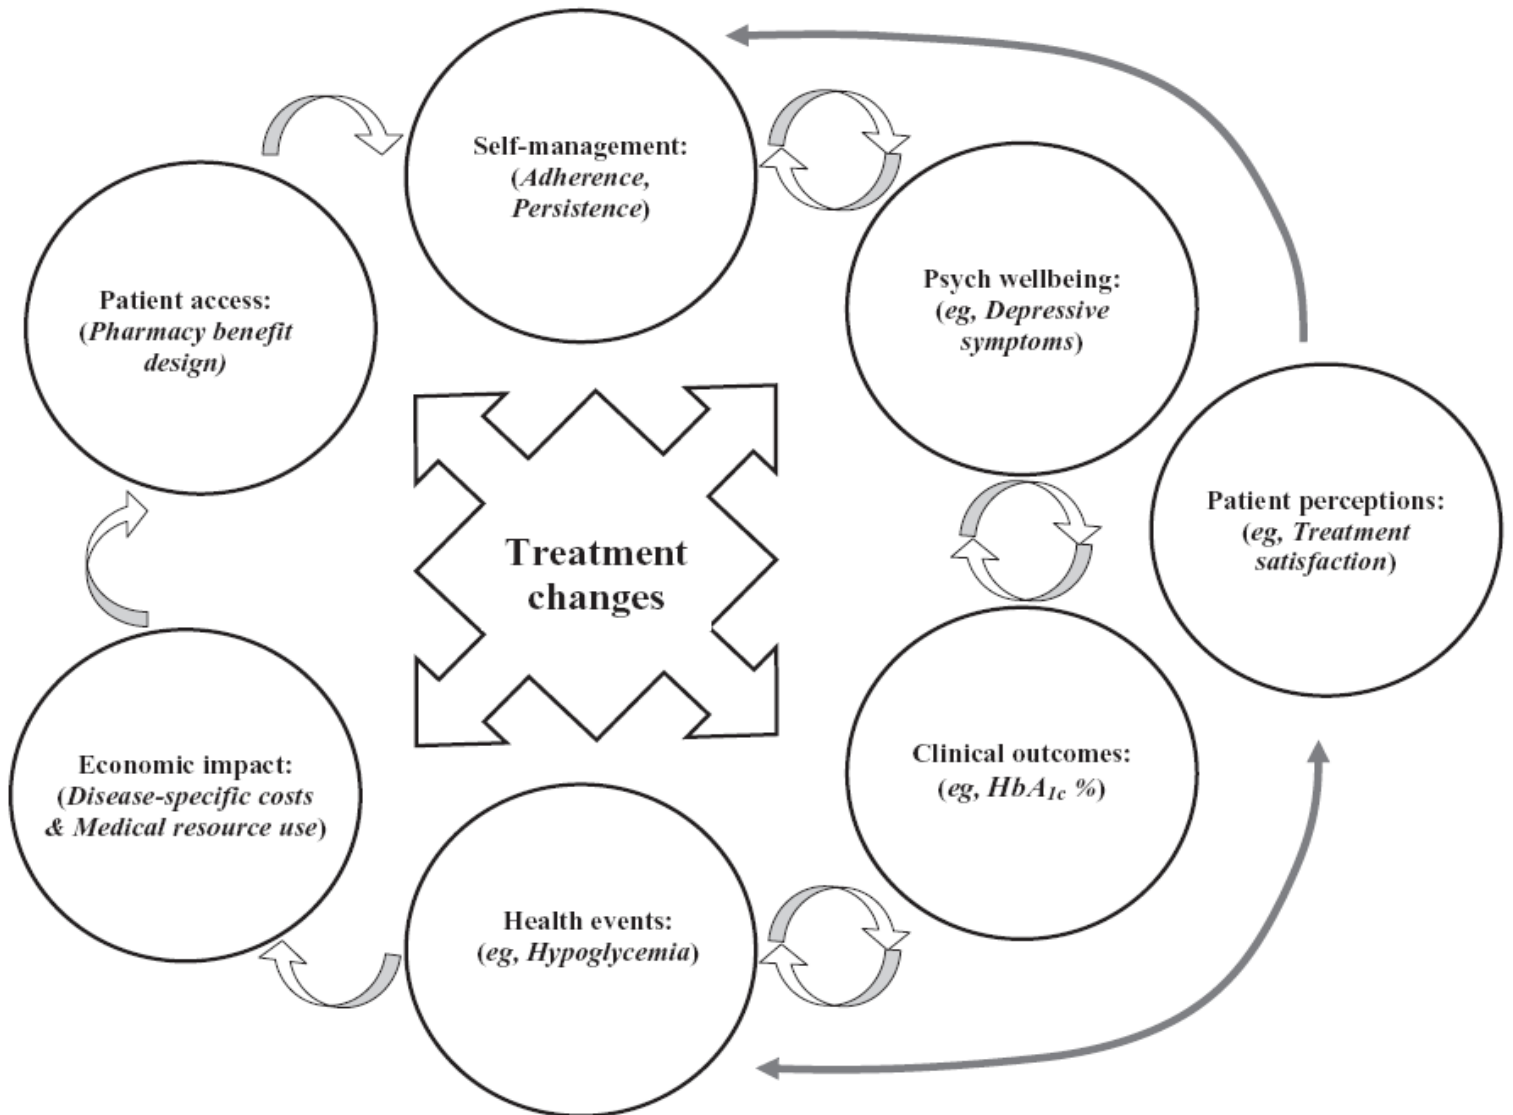 Self-management:
(Adherence,
Persistence)
Psych wellbeing:
(eg, Depressive
symptoms)
Patient access:
(Pharmacy benefit
design)
Patient perceptions:
(eg, Treatment
satisfaction)
Treatment
changes
Clinical outcomes:
(eg, HbA1c %)
Economic impact:
(Disease-specific costs
& Medical resource use)
Health events:
(eg, Hypoglycemia)